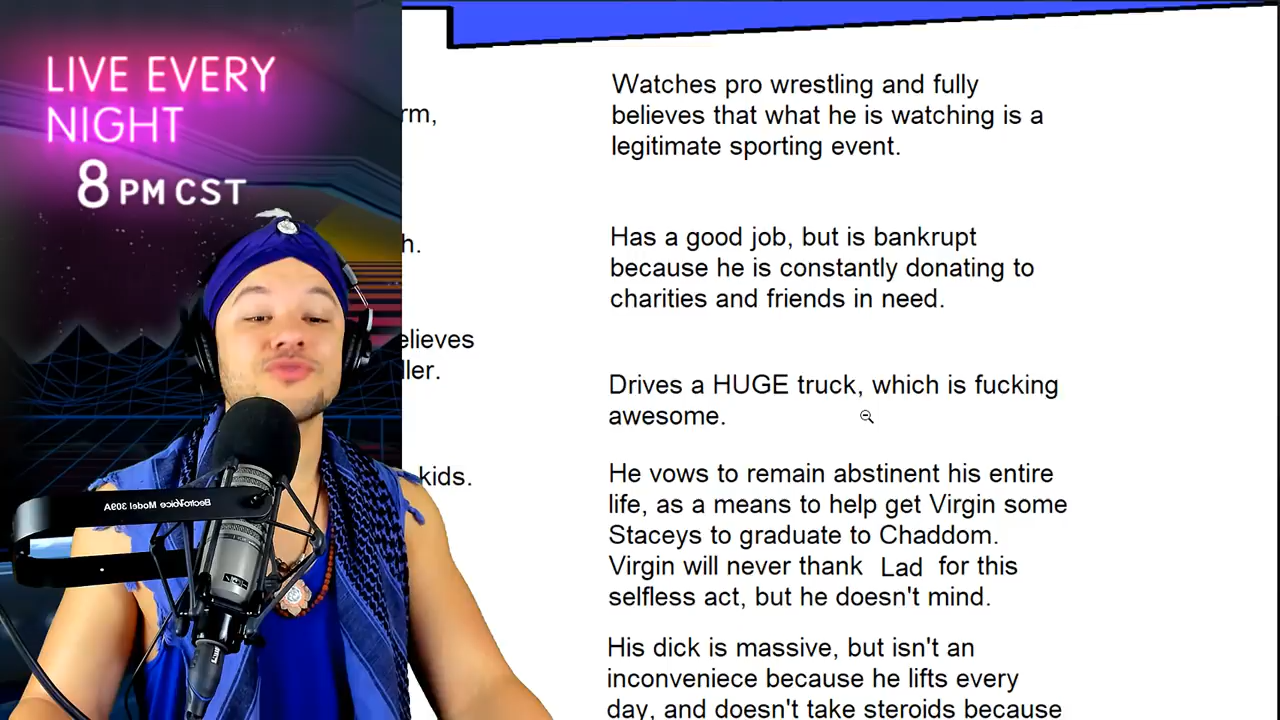 LIVE EVERY
NIGHT
8 PM CST
rm,
h.
elieves
ller.
kids.
Watches pro wrestling and fully
believes that what he is watching is a
legitimate sporting event.
Has a good job, but is bankrupt
because he is constantly donating to
charities and friends in need.
Drives a HUGE truck, which is fucking
awesome.
He vows to remain abstinent his entire
life, as a means to help get Virgin some
Staceys to graduate to Chaddom.
Virgin will never thank Lad for this
selfless act, but he doesn't mind.
His dick is massive, but isn't an
inconveniece because he lifts every
day, and doesn't take steroids because